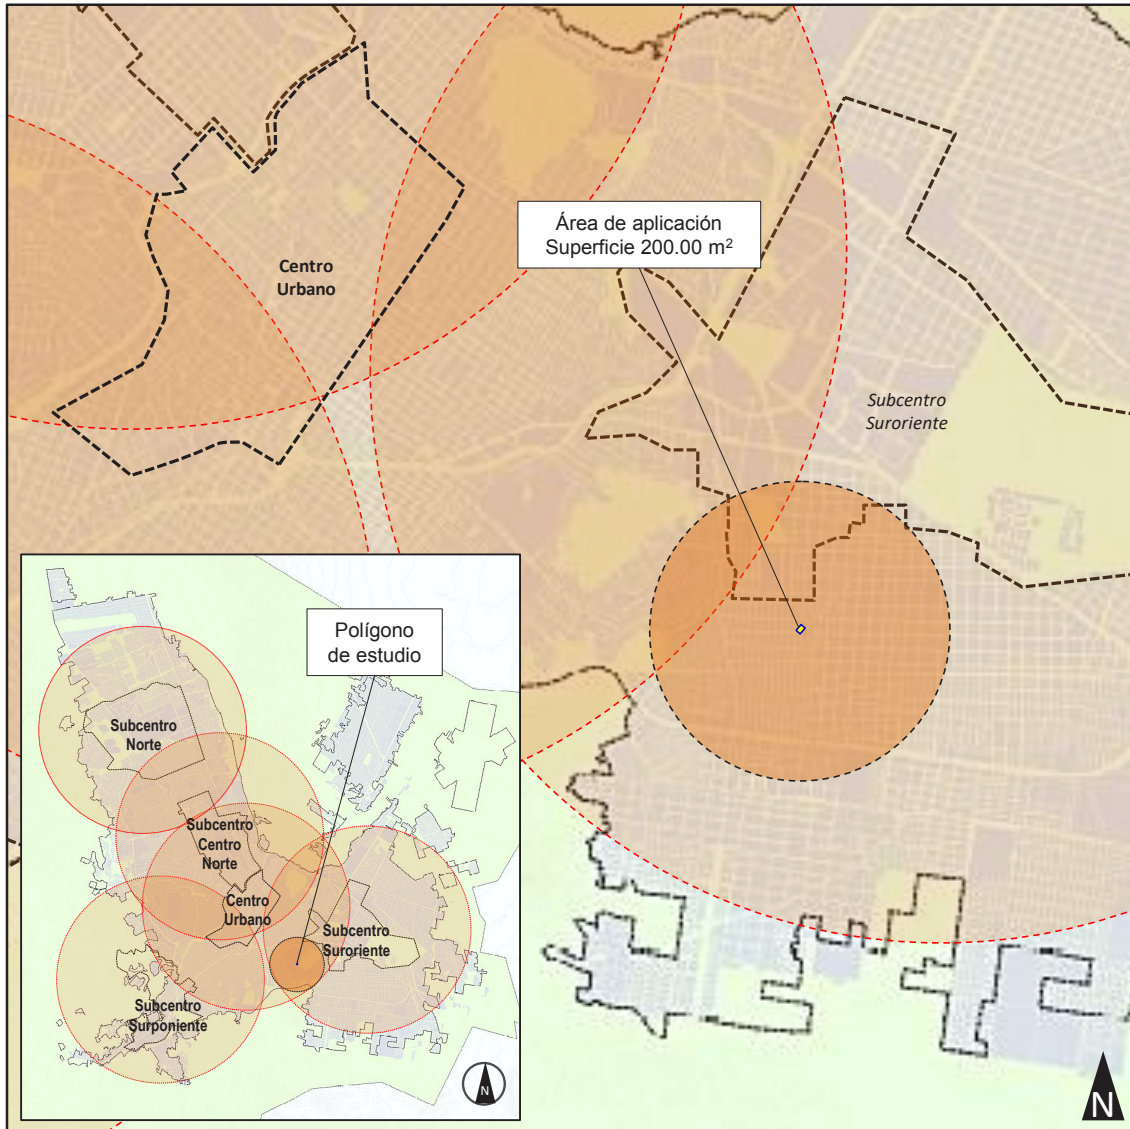 Área de aplicación
Superficie 200.00 m²
Centro
Urbano
Subcentro
Suroriente
Polígono
de estudio
Subcentro
Norte
Subcentro
Centro
Norte
Centro
Urbano
Subcentro
Suroriente
Subcentro
Surponiente
N
N